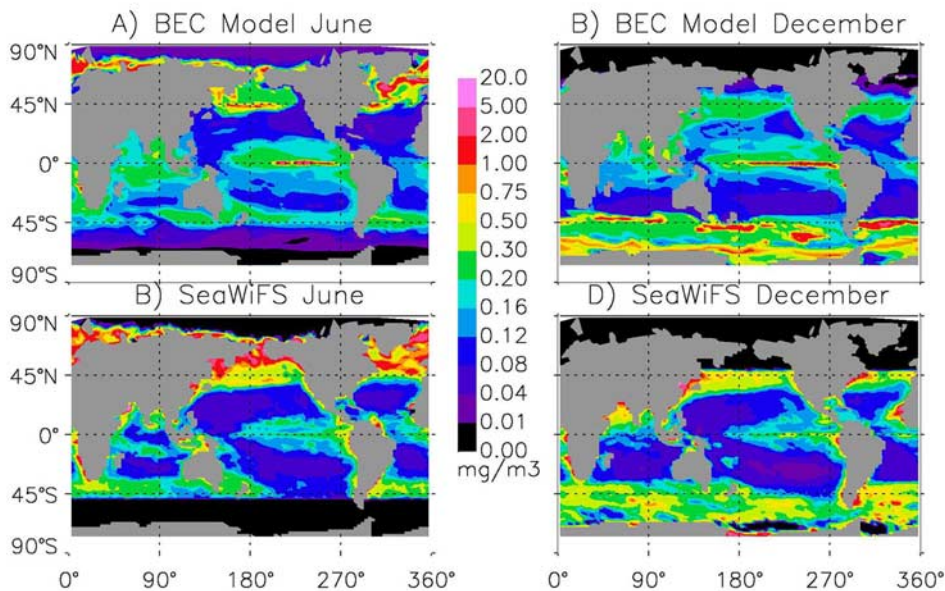 A) BEC Model June
B) BEC Model December
90°N
45°N
0°
45°S
90°S
20.0
5.00
2.00
1.00
0.75
0.50
0.30
0.20
0.16
0.12
0.08
0.04
0.01
0.00
mg/m3
B) SeaWiFS June
D) SeaWiFS December
90°N
45°N
0°
45°S
90°S
0° 90° 180° 270° 360°
0° 90° 180° 270° 360°